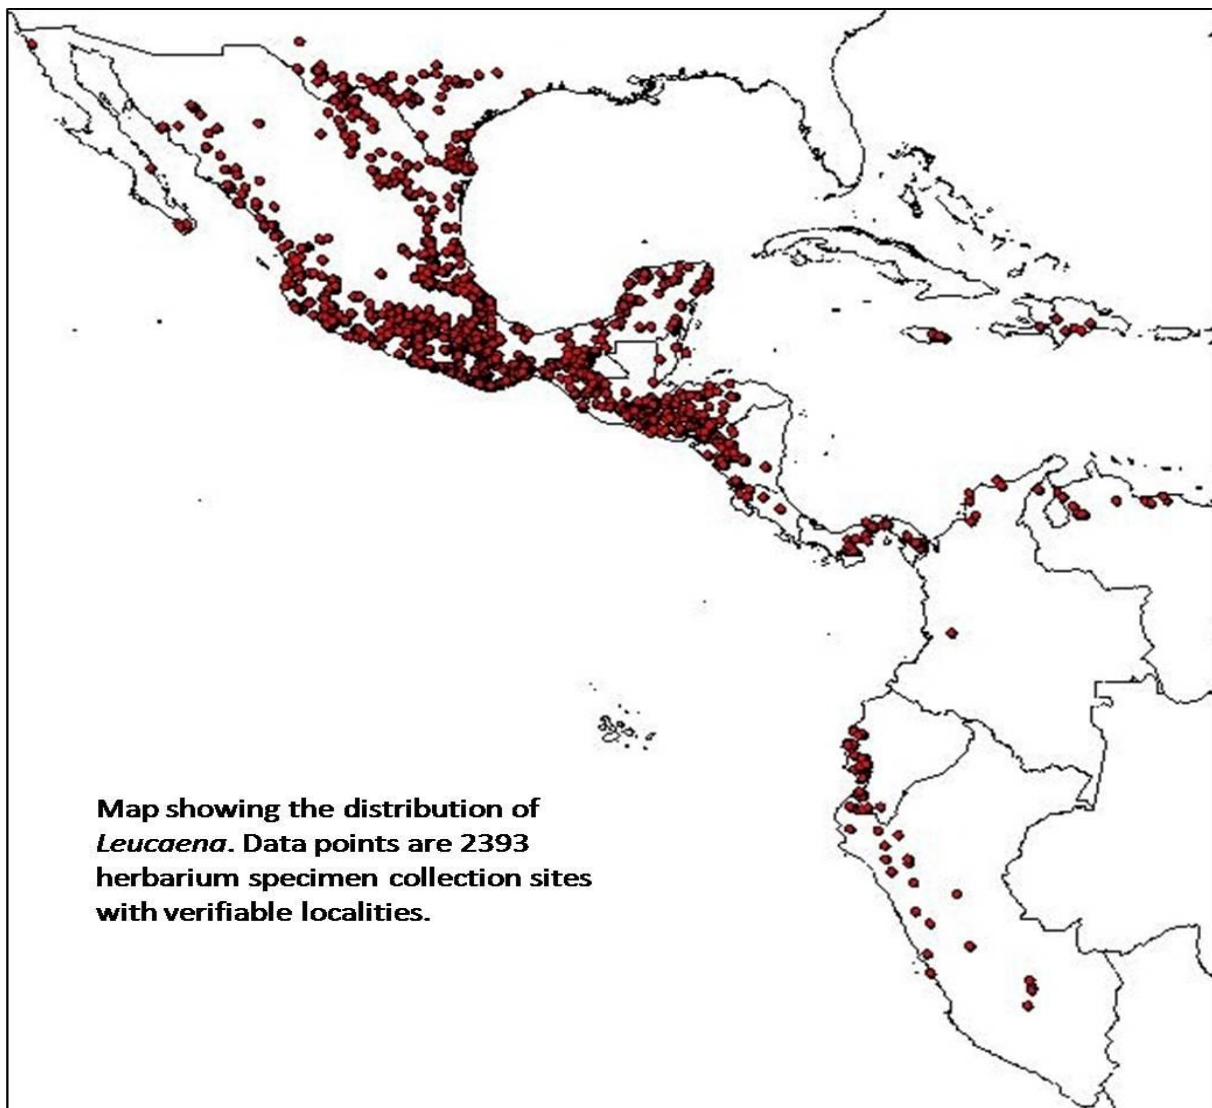 Map showing the distribution of
Leucaena. Data points are 2393
herbarium specimen collection sites
with verifiable localities.